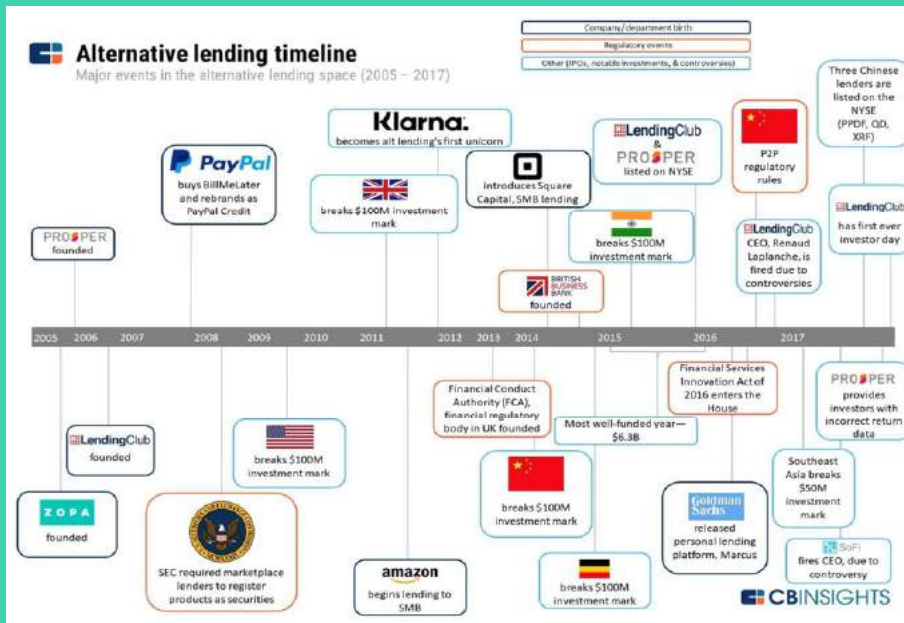 Alternative lending timeline
Major events in the alternative lending space (2005 – 2017)
Company/department birth
Regulatory events
Other (IPOs, notable investments, & controversies)
PROSPER
founded
PayPal
buys BillMeLater
and rebrands as
PayPal Credit
Klarna.
becomes alt lending's first unicorn
breaks $100M investment
mark
introduces Square
Capital, SMB lending
BRITISH
BUSINESS
BANK
founded
LendingClub
&
PROSPER
listed on NYSE
breaks $100M
investment mark
P2P
regulatory
rules
LendingClub
CEO, Renaud
Laplanche, is
fired due to
controversies
Three Chinese
lenders are
listed on the
NYSE
(PPDF, QD,
XRF)
LendingClub
has first ever
investor day
2005 2006 2007 2008 2009 2010 2011 2012 2013 2014 2015 2016 2017
ZOPA
founded
LendingClub
founded
SEC required marketplace
lenders to register
products as securities
breaks $100M
investment mark
amazon
begins lending to
SMB
Financial Conduct
Authority (FCA),
financial regulatory
body in UK founded
breaks $100M
investment mark
breaks $100M
investment mark
Most well-funded year—
$6.3B
Financial Services
Innovation Act of
2016 enters the
House
Goldman
Sachs
released
personal lending
platform, Marcus
Southeast
Asia breaks
$50M
investment
mark
PROSPER
provides
investors with
incorrect return
data
SoFi
fires CEO, due to
controversy
CBINSIGHTS